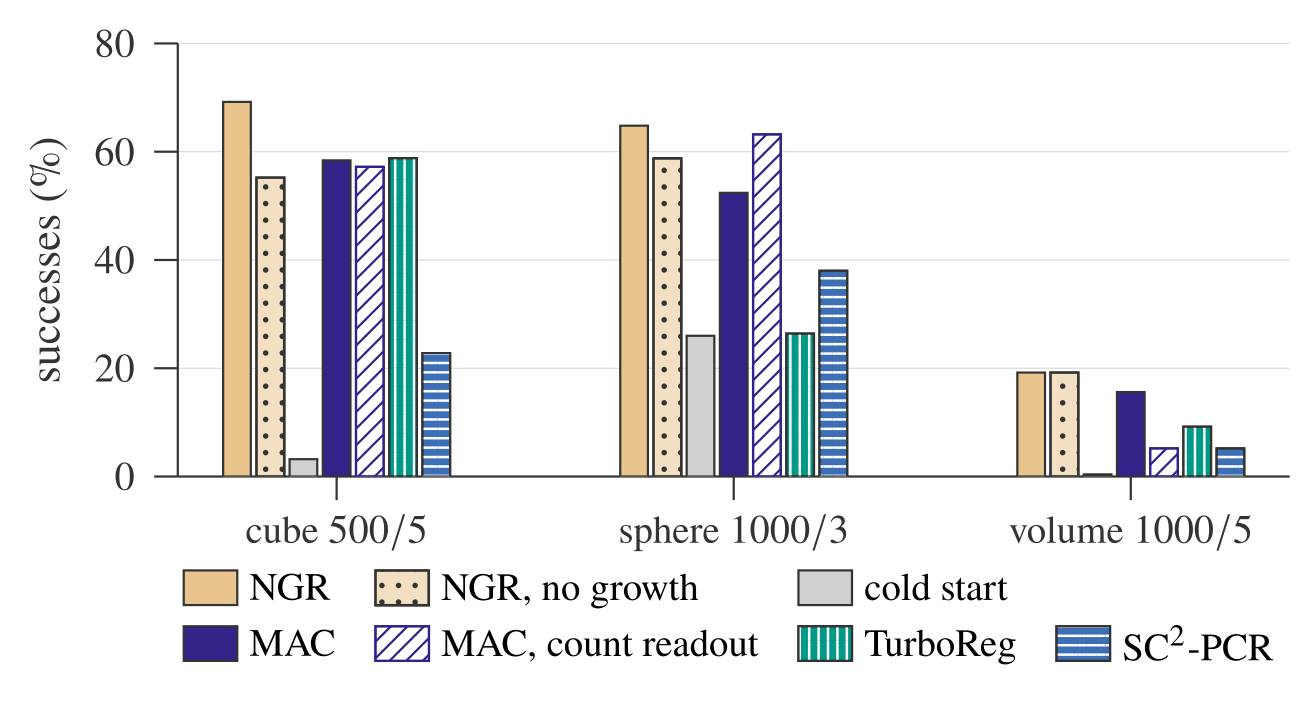 80
60
40
20
0
successes (%)
cube 500/5
sphere 1000/3
volume 1000/5
NGR
NGR, no growth
cold start
MAC
MAC, count readout
TurboReg
SC²-PCR